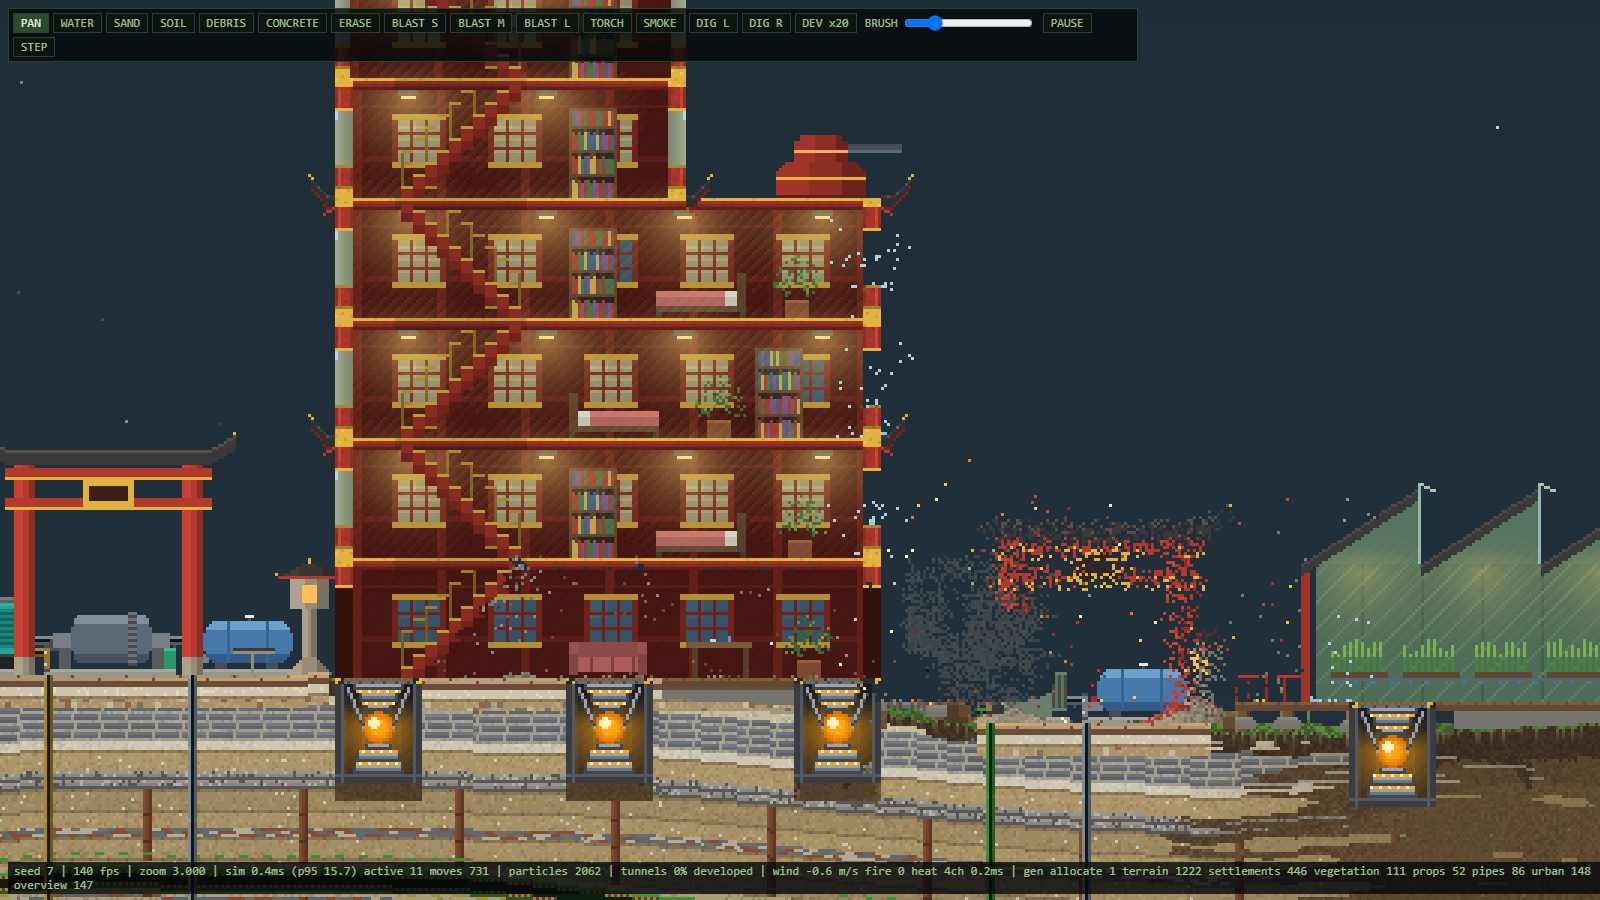 PAN WATER SAND SOIL DEBRIS CONCRETE ERASE BLAST S BLAST M BLAST L TORCH SMOKE DIG L DIG R DEV x20 BRUSH PAUSE
STEP
seed 7 | 140 fps | zoom 3.000 | sim 0.4ms (p95 15.7) active 11 moves 731 | particles 2062 | tunnels 0% developed | wind -0.6 m/s fire 0 heat 4ch 0.2ms | gen allocate 1 terrain 1222 settlements 446 vegetation 111 props 52 pipes 86 urban 148
overview 147